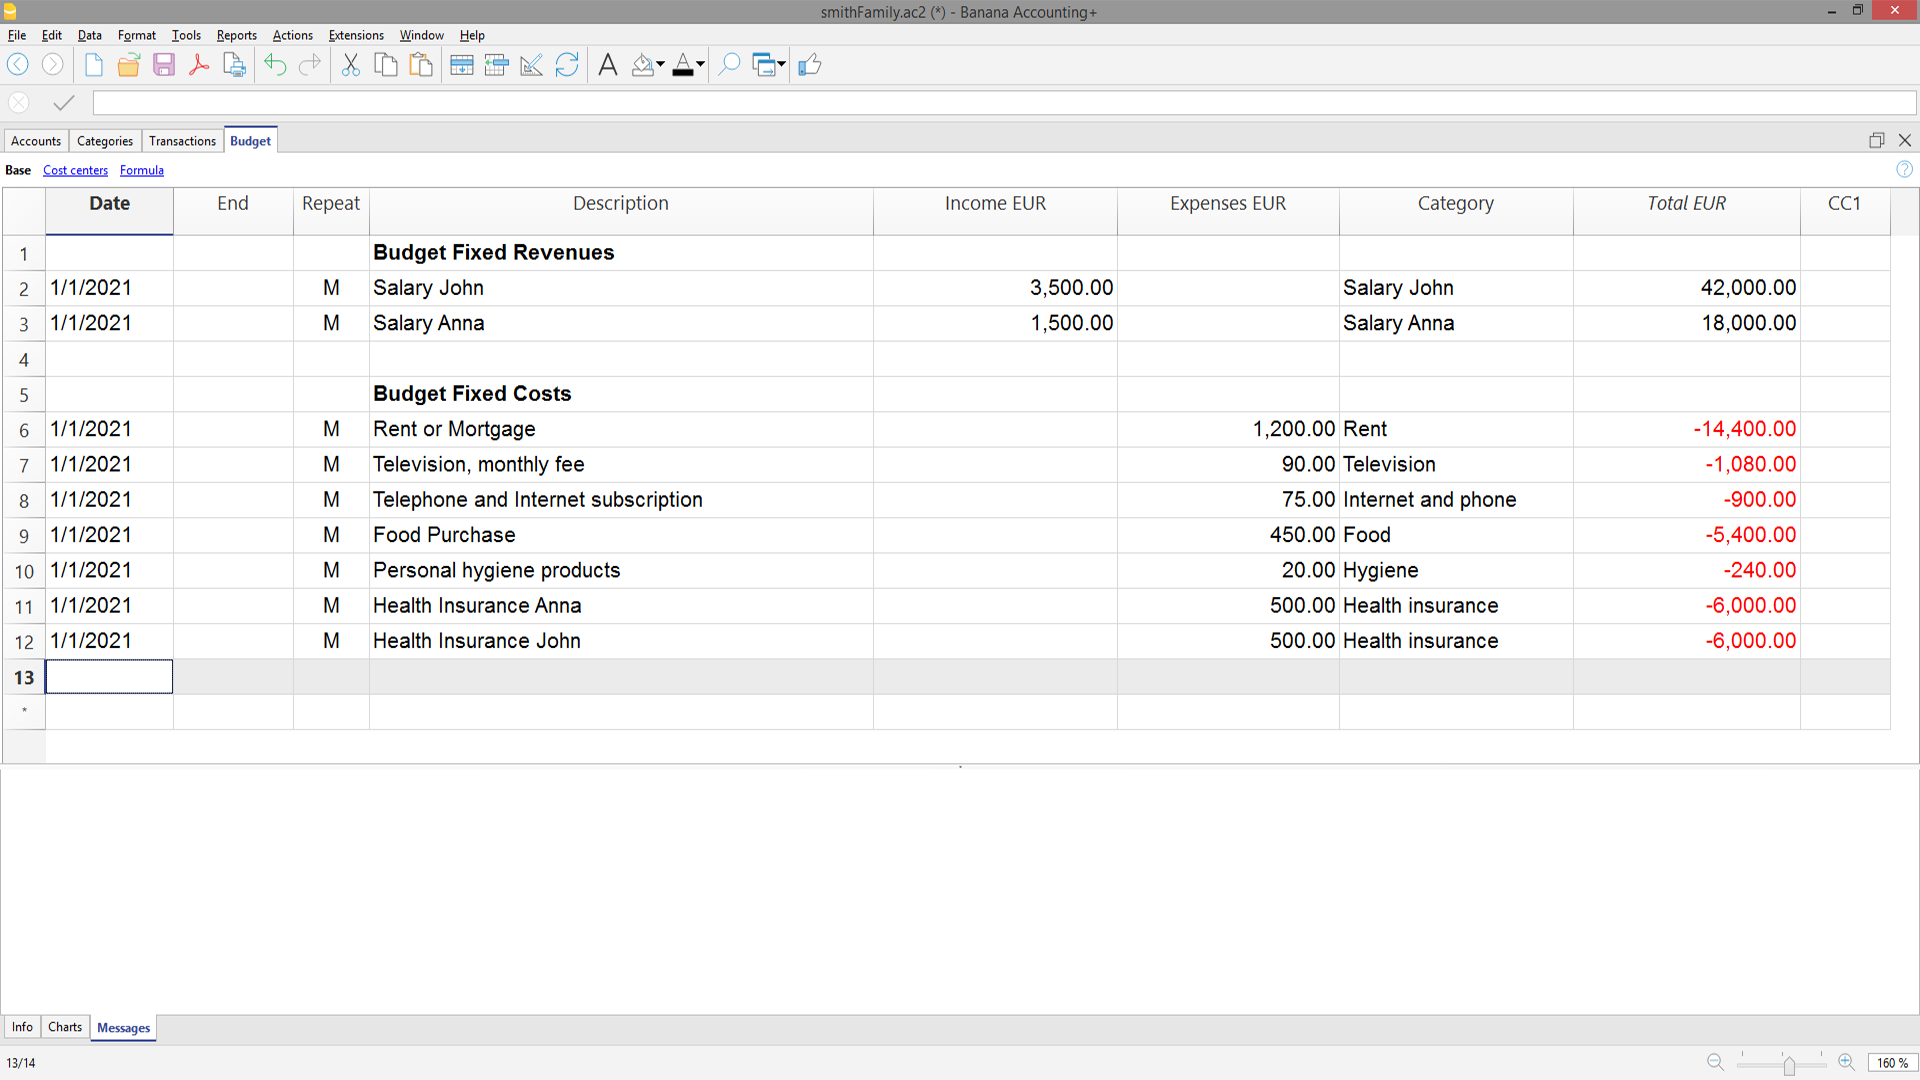 smithFamily.ac2 (*) - Banana Accounting+
File Edit Data Format Tools Reports Actions Extensions Window Help
Accounts Categories Transactions Budget
Base Cost centers Formula
Date End Repeat Description Income EUR Expenses EUR Category Total EUR CC1
1 Budget Fixed Revenues
2 1/1/2021 M Salary John 3,500.00 Salary John 42,000.00
3 1/1/2021 M Salary Anna 1,500.00 Salary Anna 18,000.00
4
5 Budget Fixed Costs
6 1/1/2021 M Rent or Mortgage 1,200.00 Rent -14,400.00
7 1/1/2021 M Television, monthly fee 90.00 Television -1,080.00
8 1/1/2021 M Telephone and Internet subscription 75.00 Internet and phone -900.00
9 1/1/2021 M Food Purchase 450.00 Food -5,400.00
10 1/1/2021 M Personal hygiene products 20.00 Hygiene -240.00
11 1/1/2021 M Health Insurance Anna 500.00 Health insurance -6,000.00
12 1/1/2021 M Health Insurance John 500.00 Health insurance -6,000.00
13
*
Info Charts Messages
13/14 160 %